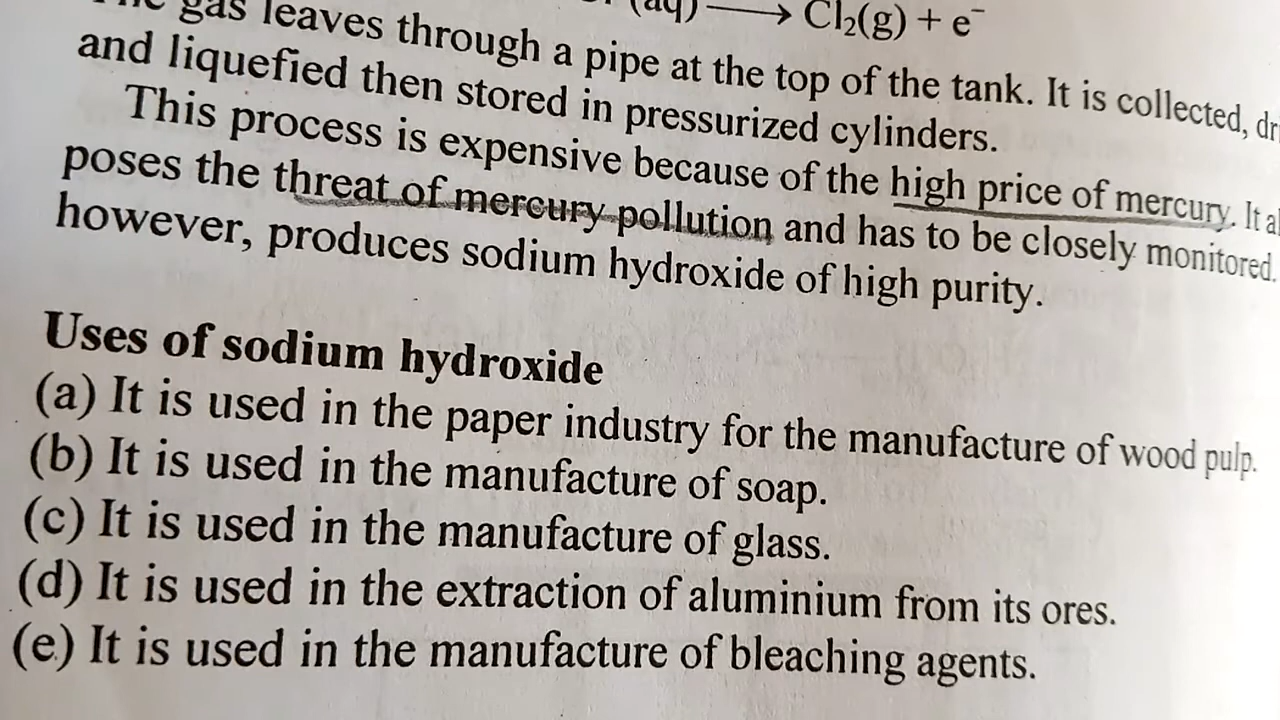 (aq) ⟶ Cl₂(g) + e⁻
gas leaves through a pipe at the top of the tank. It is collected,
and liquefied then stored in pressurized cylinders.
This process is expensive because of the high price of mercury. It
poses the threat of mercury pollution and has to be closely monitored.
however, produces sodium hydroxide of high purity.
Uses of sodium hydroxide
(a) It is used in the paper industry for the manufacture of wood pulp.
(b) It is used in the manufacture of soap.
(c) It is used in the manufacture of glass.
(d) It is used in the extraction of aluminium from its ores.
(e) It is used in the manufacture of bleaching agents.